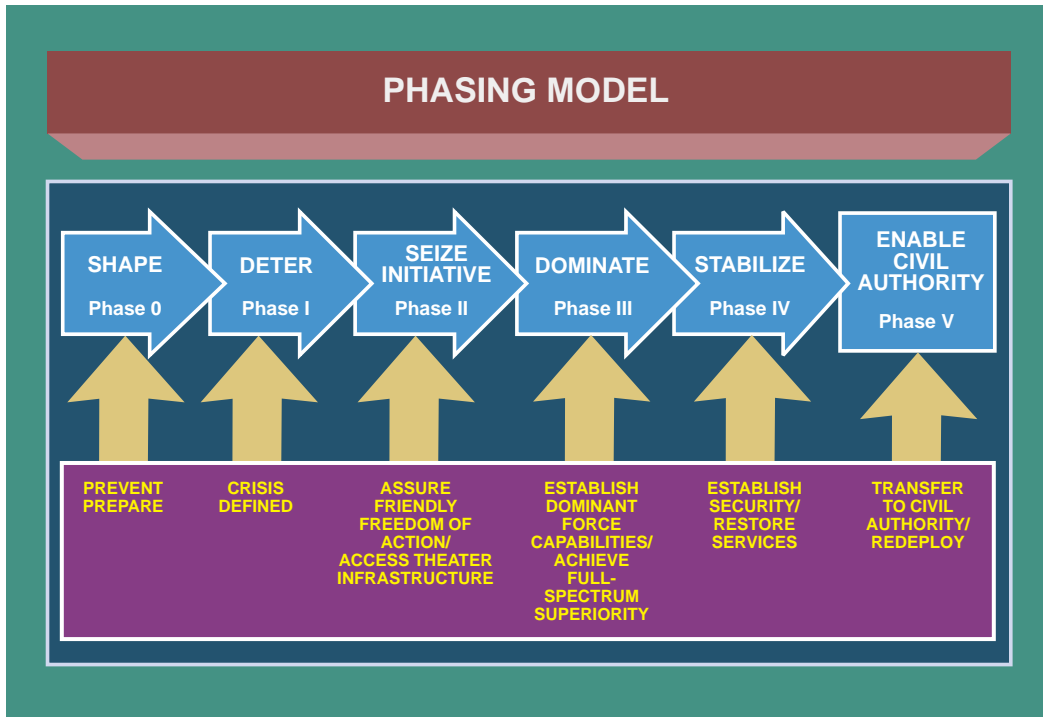 PHASING MODEL
SHAPE
Phase 0
DETER
Phase I
SEIZE
INITIATIVE
Phase II
DOMINATE
Phase III
STABILIZE
Phase IV
ENABLE
CIVIL
AUTHORITY
Phase V
PREVENT
PREPARE
CRISIS
DEFINED
ASSURE
FRIENDLY
FREEDOM OF
ACTION/
ACCESS THEATER
INFRASTRUCTURE
ESTABLISH
DOMINANT
FORCE
CAPABILITIES/
ACHIEVE
FULL-
SPECTRUM
SUPERIORITY
ESTABLISH
SECURITY/
RESTORE
SERVICES
TRANSFER
TO CIVIL
AUTHORITY/
REDEPLOY